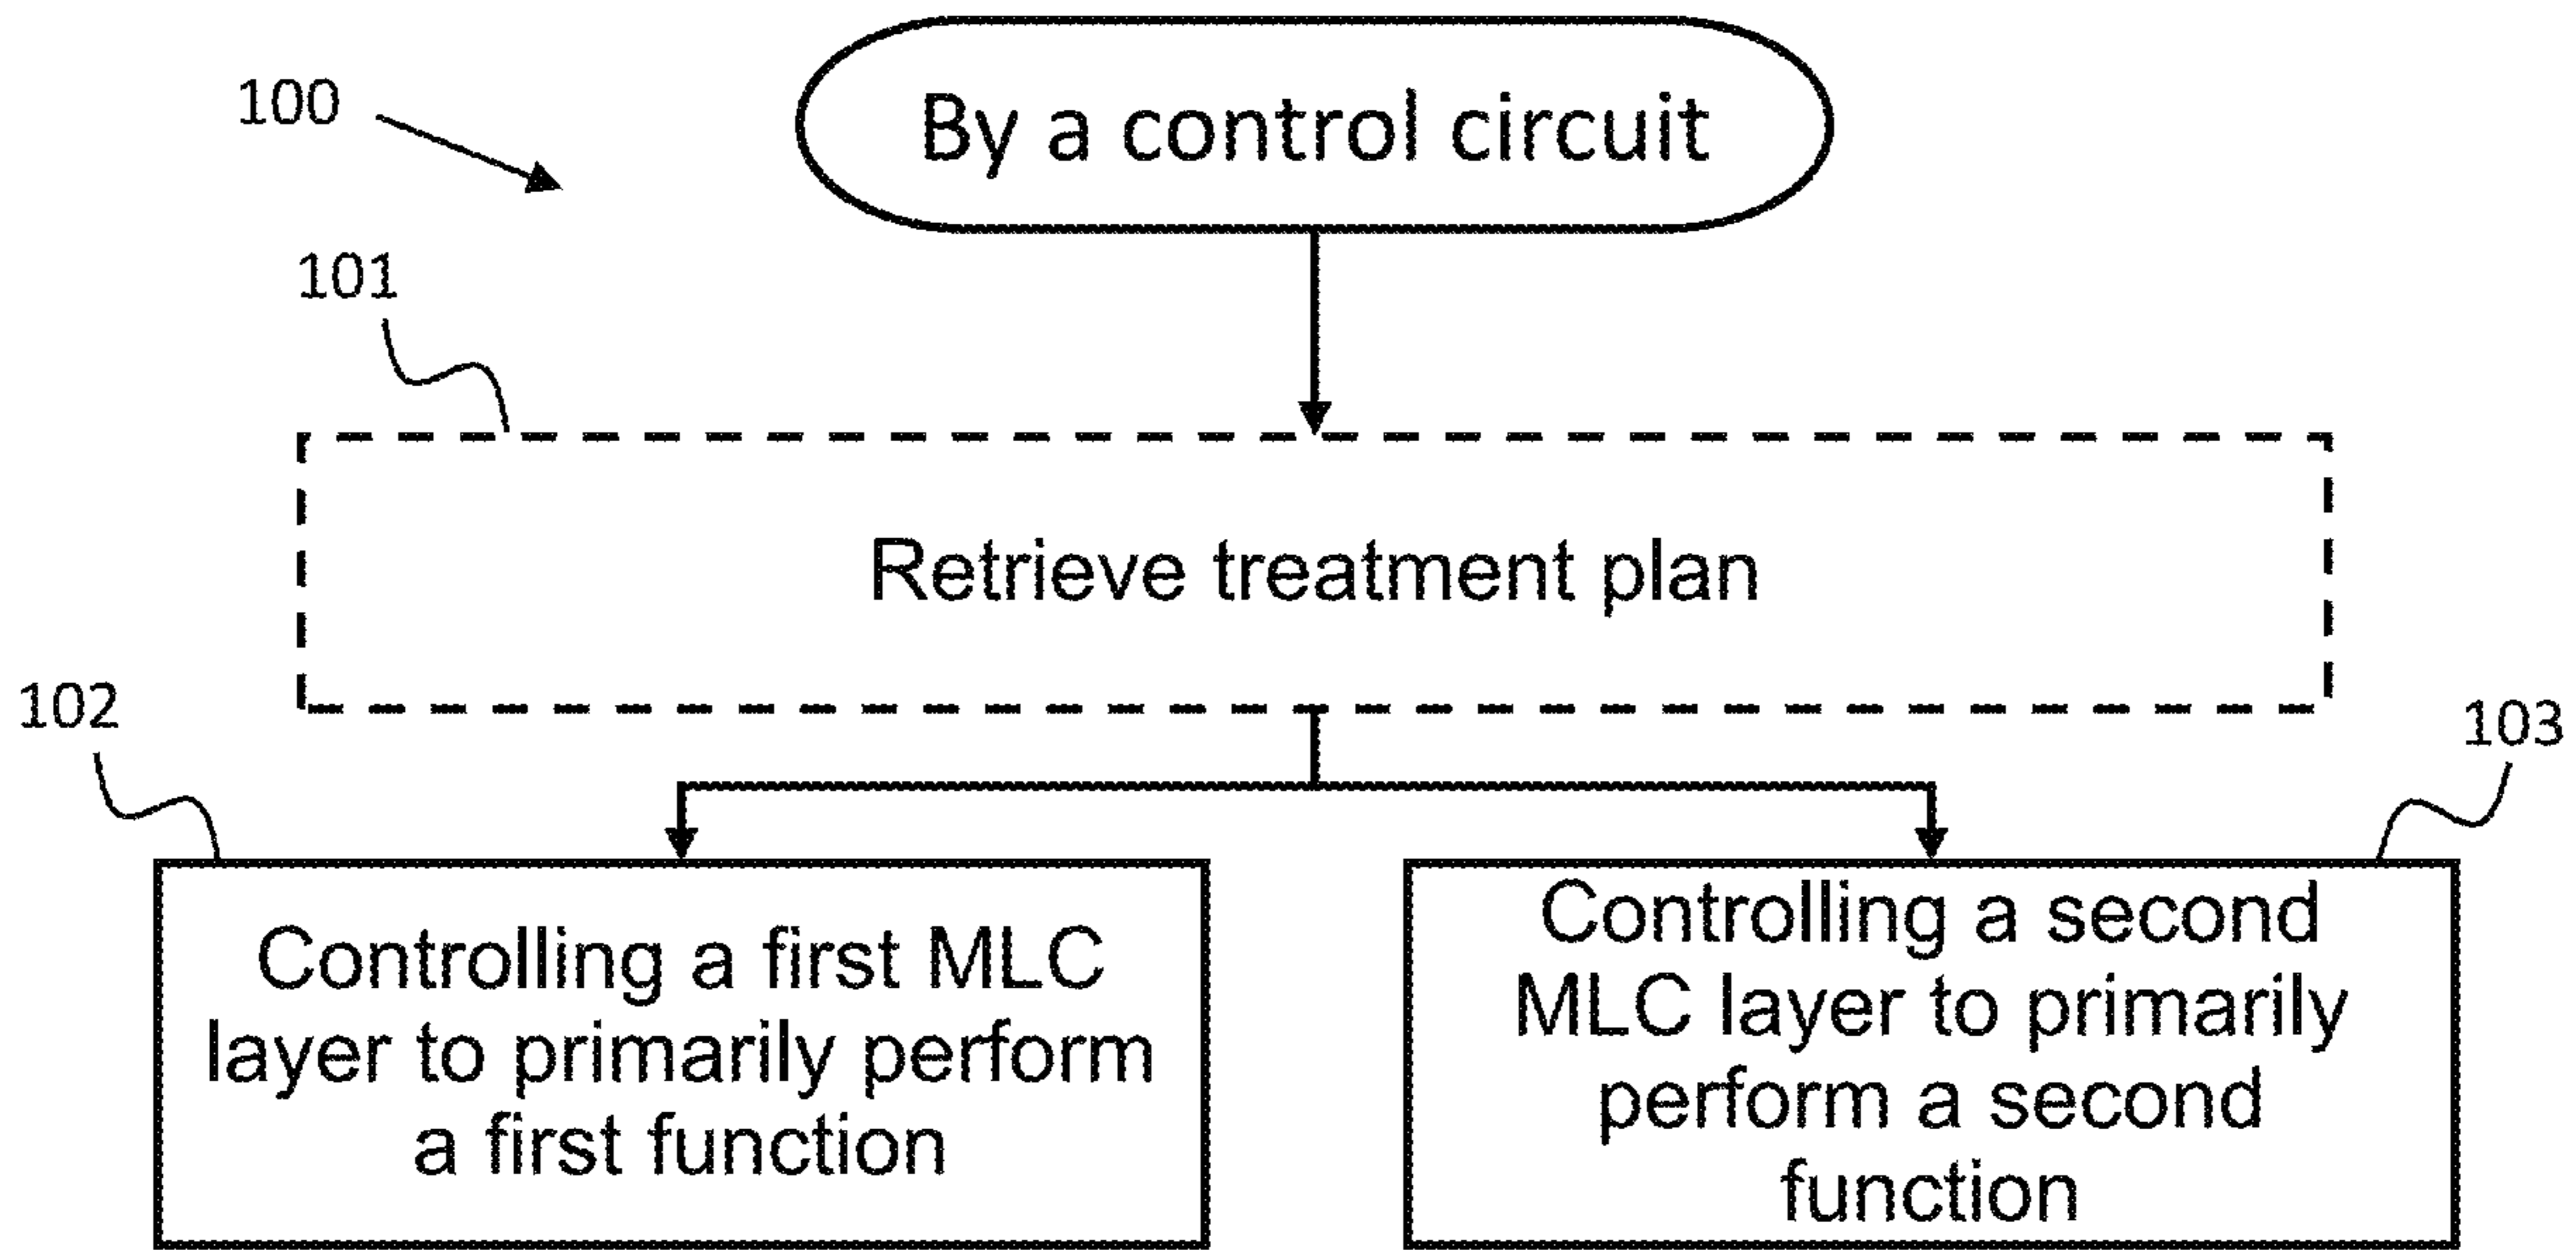 100
By a control circuit
101
Retrieve treatment plan
102
103
Controlling a first MLC
layer to primarily perform
a first function
Controlling a second
MLC layer to primarily
perform a second
function